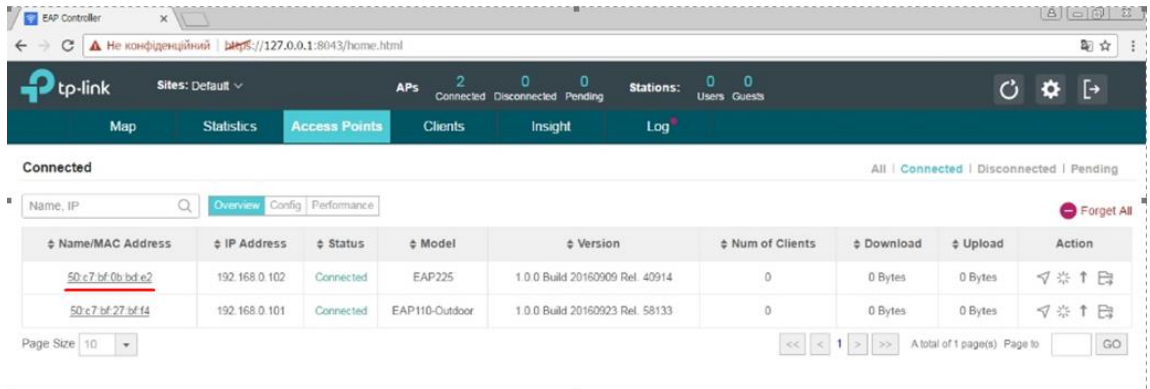 EAP Controller
Не конфіденційний | https://127.0.0.1:8043/home.html
tp-link Sites: Default APs 2 Connected 0 Disconnected 0 Pending Stations: 0 Users 0 Guests
Map Statistics Access Points Clients Insight Log
Connected All | Connected | Disconnected | Pending
Name, IP Overview Config Performance Forget All
Name/MAC Address IP Address Status Model Version Num of Clients Download Upload Action
50:c7:bf:0b:bd:e2 192.168.0.102 Connected EAP225 1.0.0 Build 20160909 Rel. 40914 0 0 Bytes 0 Bytes
50:c7:bf:27:bf:f4 192.168.0.101 Connected EAP110-Outdoor 1.0.0 Build 20160923 Rel. 58133 0 0 Bytes 0 Bytes
Page Size 10 << < 1 > >> A total of 1 page(s) Page to GO